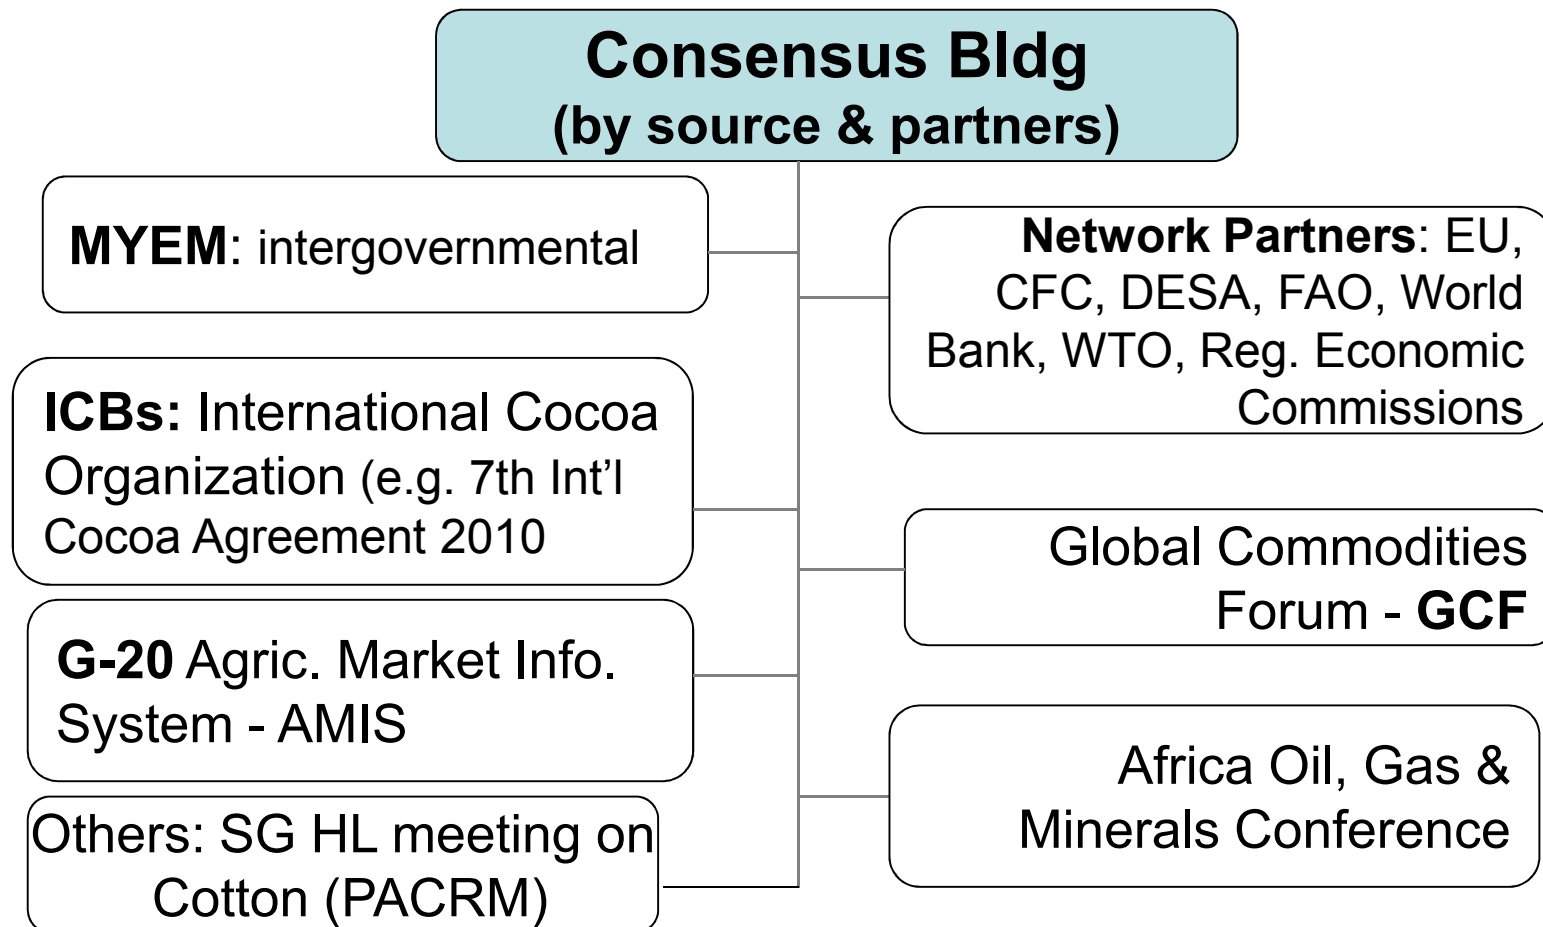 Consensus Bldg
(by source & partners)
MYEM: intergovernmental
ICBs: International Cocoa
Organization (e.g. 7th Int’l
Cocoa Agreement 2010
G-20 Agric. Market Info.
System - AMIS
Others: SG HL meeting on
Cotton (PACRM)
Network Partners: EU,
CFC, DESA, FAO, World
Bank, WTO, Reg. Economic
Commissions
Global Commodities
Forum - GCF
Africa Oil, Gas &
Minerals Conference